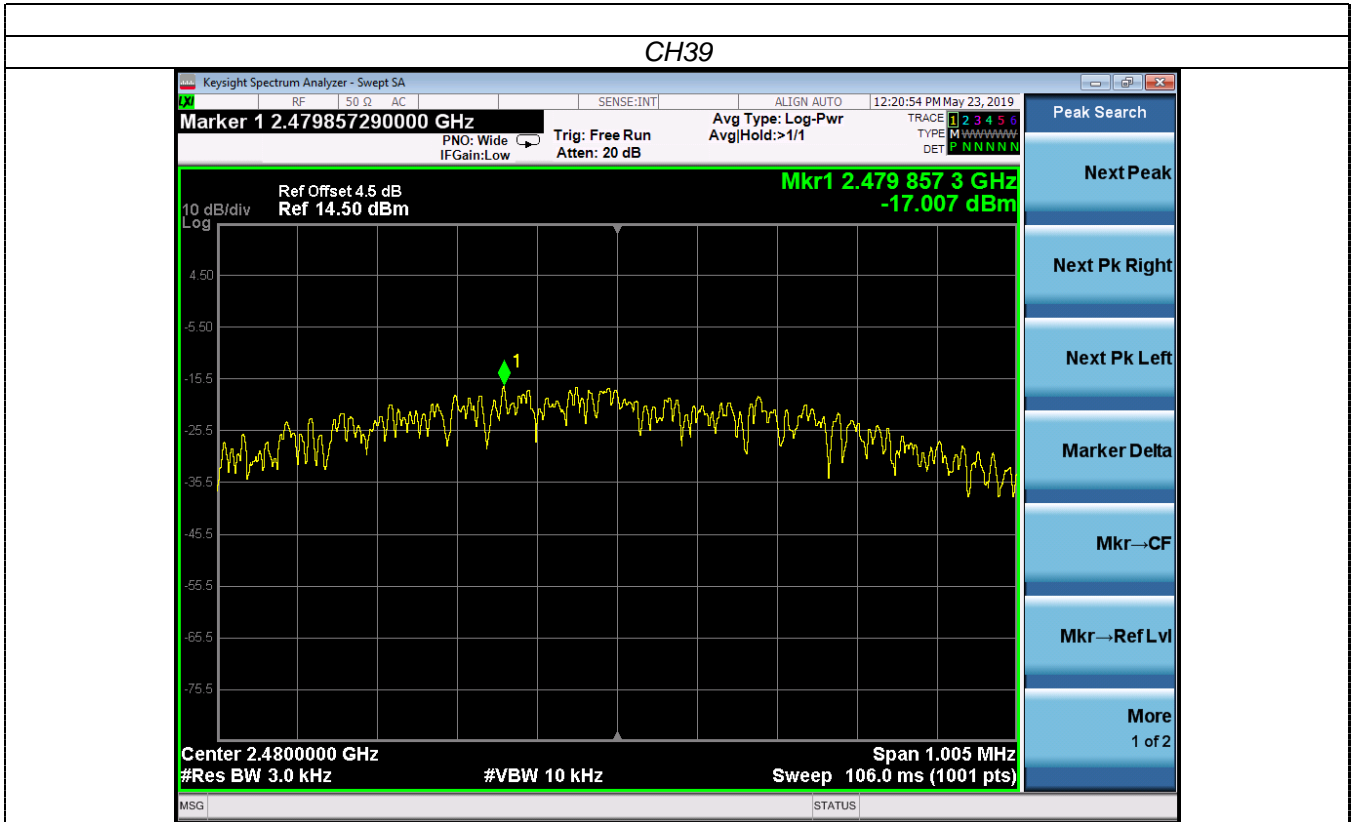 CH39
Keysight Spectrum Analyzer - Swept SA
LXI RF 50 Ω AC SENSE:INT ALIGN AUTO 12:20:54 PM May 23, 2019
Marker 1 2.479857290000 GHz
PNO: Wide
IFGain:Low
Trig: Free Run
Atten: 20 dB
Avg Type: Log-Pwr
Avg|Hold:>1/1
TRACE 1 2 3 4 5 6
TYPE M WWWWW
DET P N N N N N
Peak Search
Next Peak
Next Pk Right
Next Pk Left
Marker Delta
Mkr→CF
Mkr→Ref Lvl
More
1 of 2
Mkr1 2.479 857 3 GHz
-17.007 dBm
Ref Offset 4.5 dB
10 dB/div Ref 14.50 dBm
Log
4.50
-5.50
-15.5
-25.5
-35.5
-45.5
-55.5
-65.5
-75.5
1
Center 2.4800000 GHz Span 1.005 MHz
#Res BW 3.0 kHz #VBW 10 kHz Sweep 106.0 ms (1001 pts)
MSG STATUS